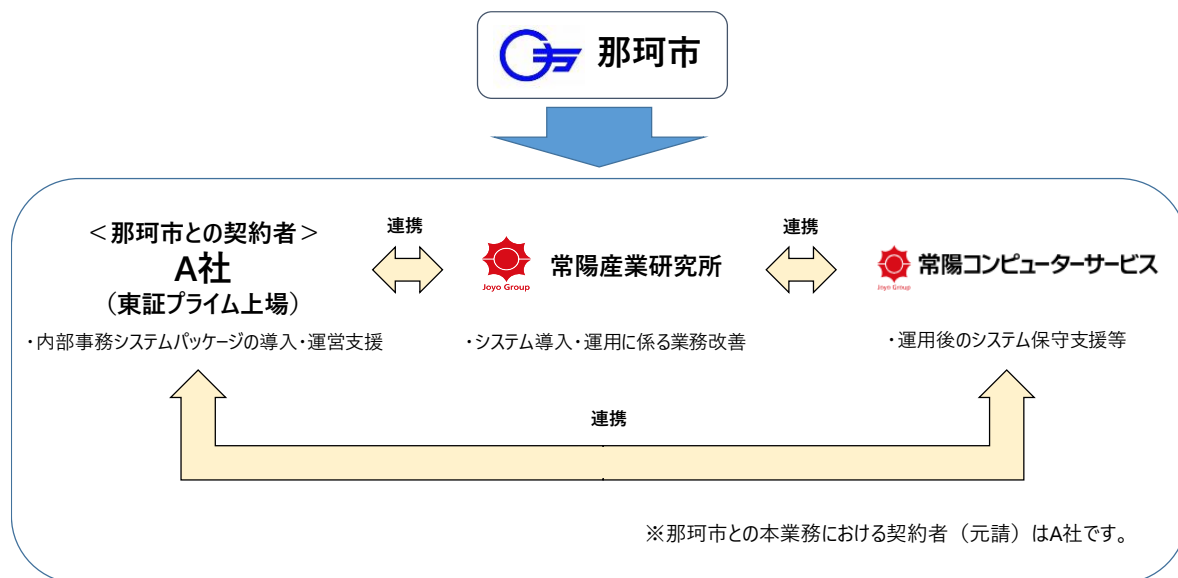 那珂市
<那珂市との契約者>
A社
(東証プライム上場)
・内部事務システムパッケージの導入・運営支援
連携
Joyo Group
常陽産業研究所
・システム導入・運用に係る業務改善
連携
Joyo Group
常陽コンピューターサービス
・運用後のシステム保守支援等
連携
※那珂市との本業務における契約者（元請）はA社です。